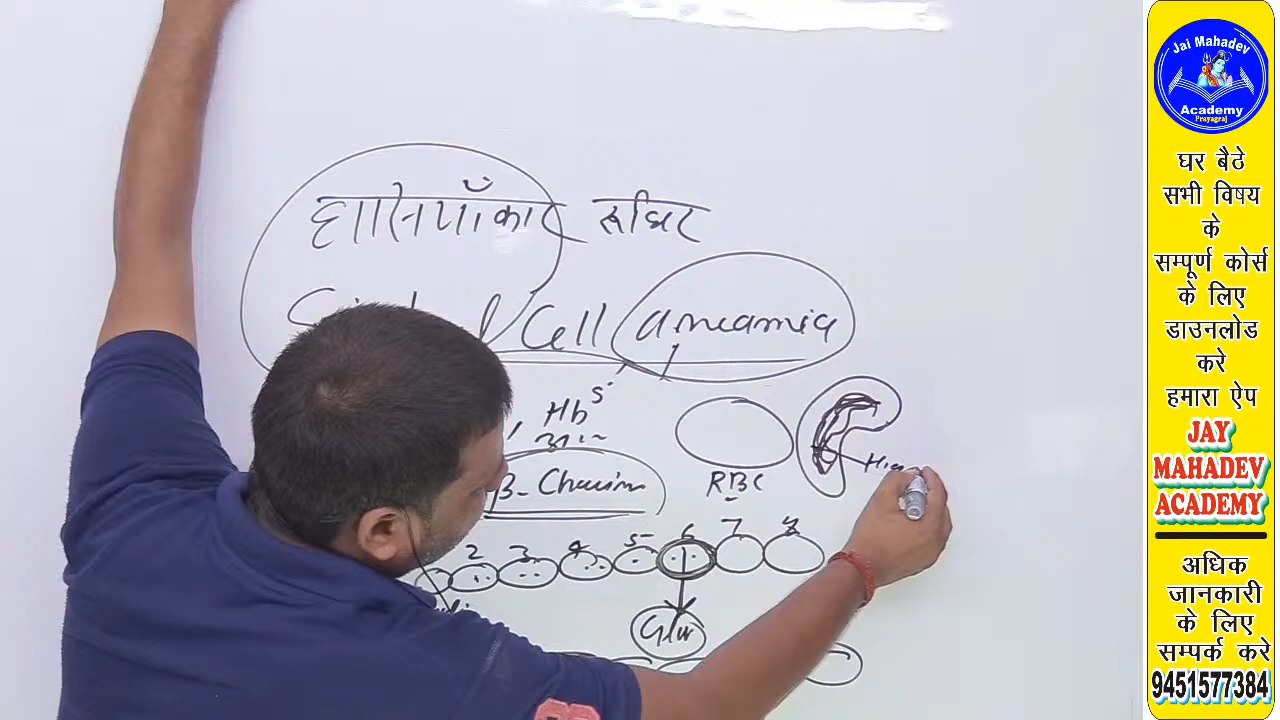 हासियाँकार रूधिर
Cell Aneamia
Hb S
RBC
β- Chain
2 3 4 5 6 7 8
Glu
Jai Mahadev
Academy
Prayagraj
घर बैठे
सभी विषय
के
सम्पूर्ण कोर्स
के लिए
डाउनलोड
करे
हमारा ऐप
JAY
MAHADEV
ACADEMY
अधिक
जानकारी
के लिए
सम्पर्क करे
9451577384